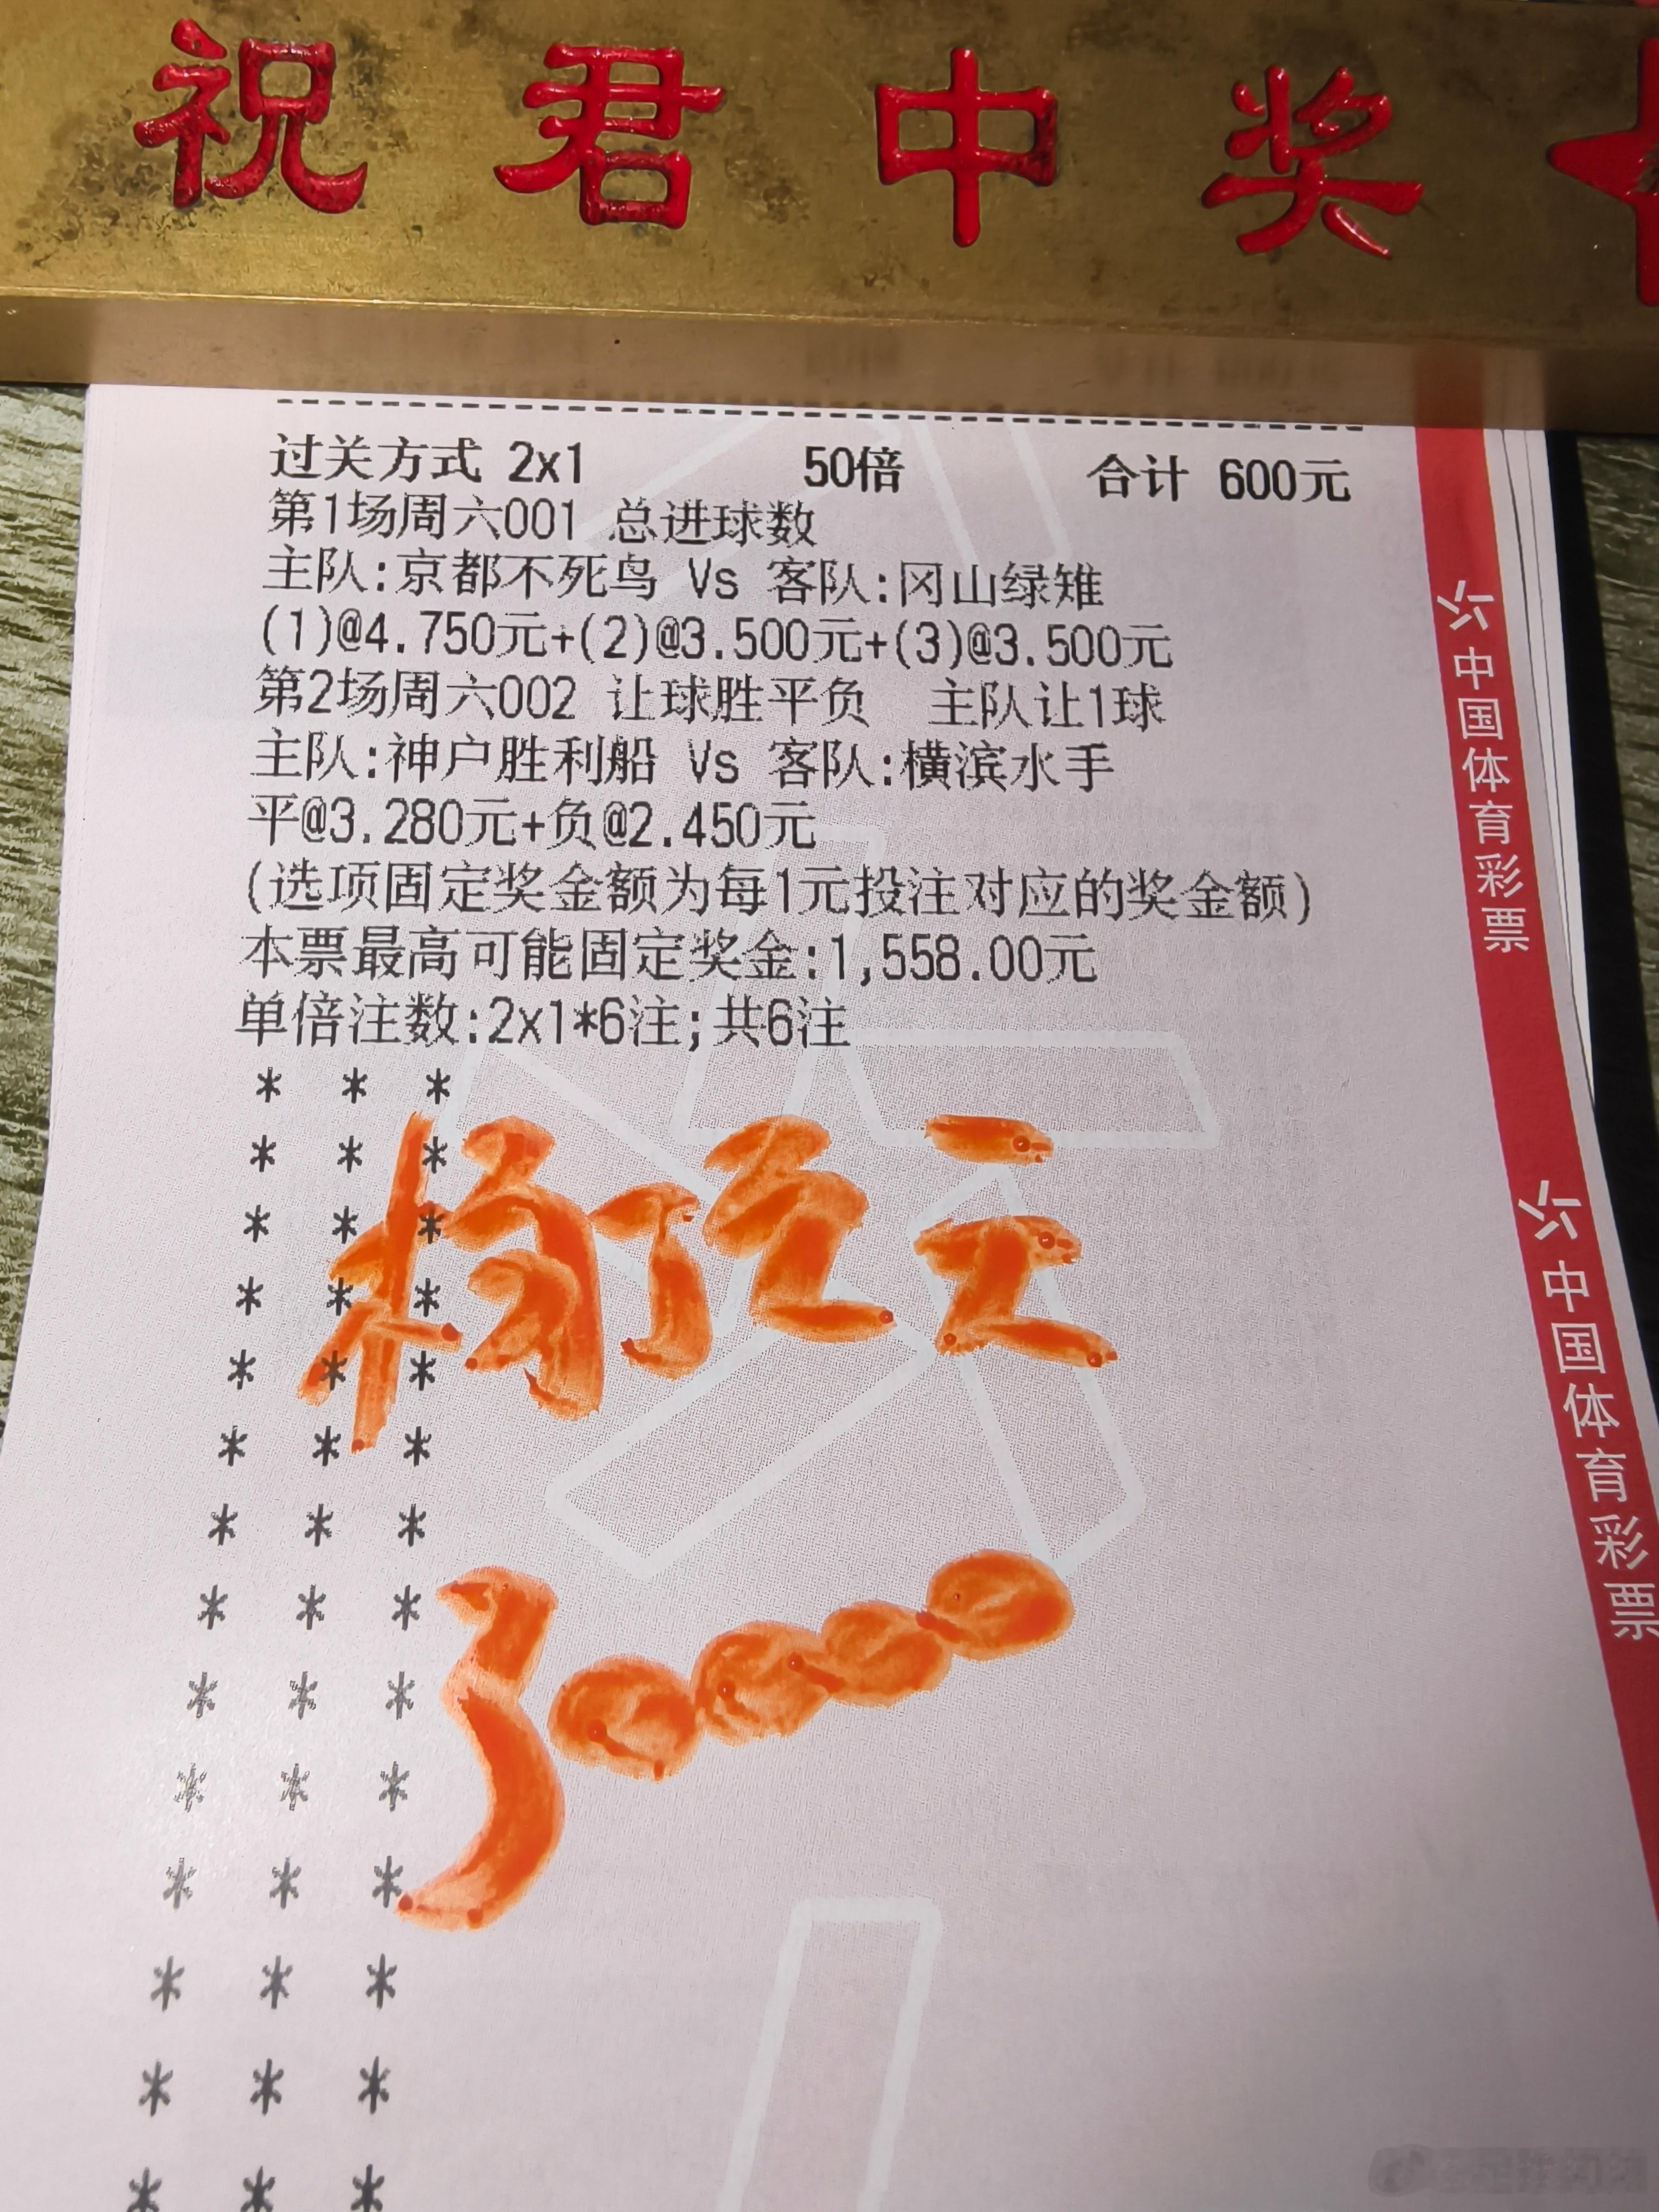 祝君中奖
过关方式 2x1 50倍 合计 600元
第1场周六001 总进球数
主队:京都不死鸟 Vs 客队:冈山绿雉
(1)@4.750元+(2)@3.500元+(3)@3.500元
第2场周六002 让球胜平负 主队让1球
主队:神户胜利船 Vs 客队:横滨水手
平@3.280元+负@2.450元
(选项固定奖金额为每1元投注对应的奖金额)
本票最高可能固定奖金:1,558.00元
单倍注数:2x1*6注;共6注
* * *
* * *
* * *
* * *
* * *
* * *
* * *
* * *
* * *
* * *
* * *
* * *
* * *
* * *
30000
中国体育彩票
中国体育彩票